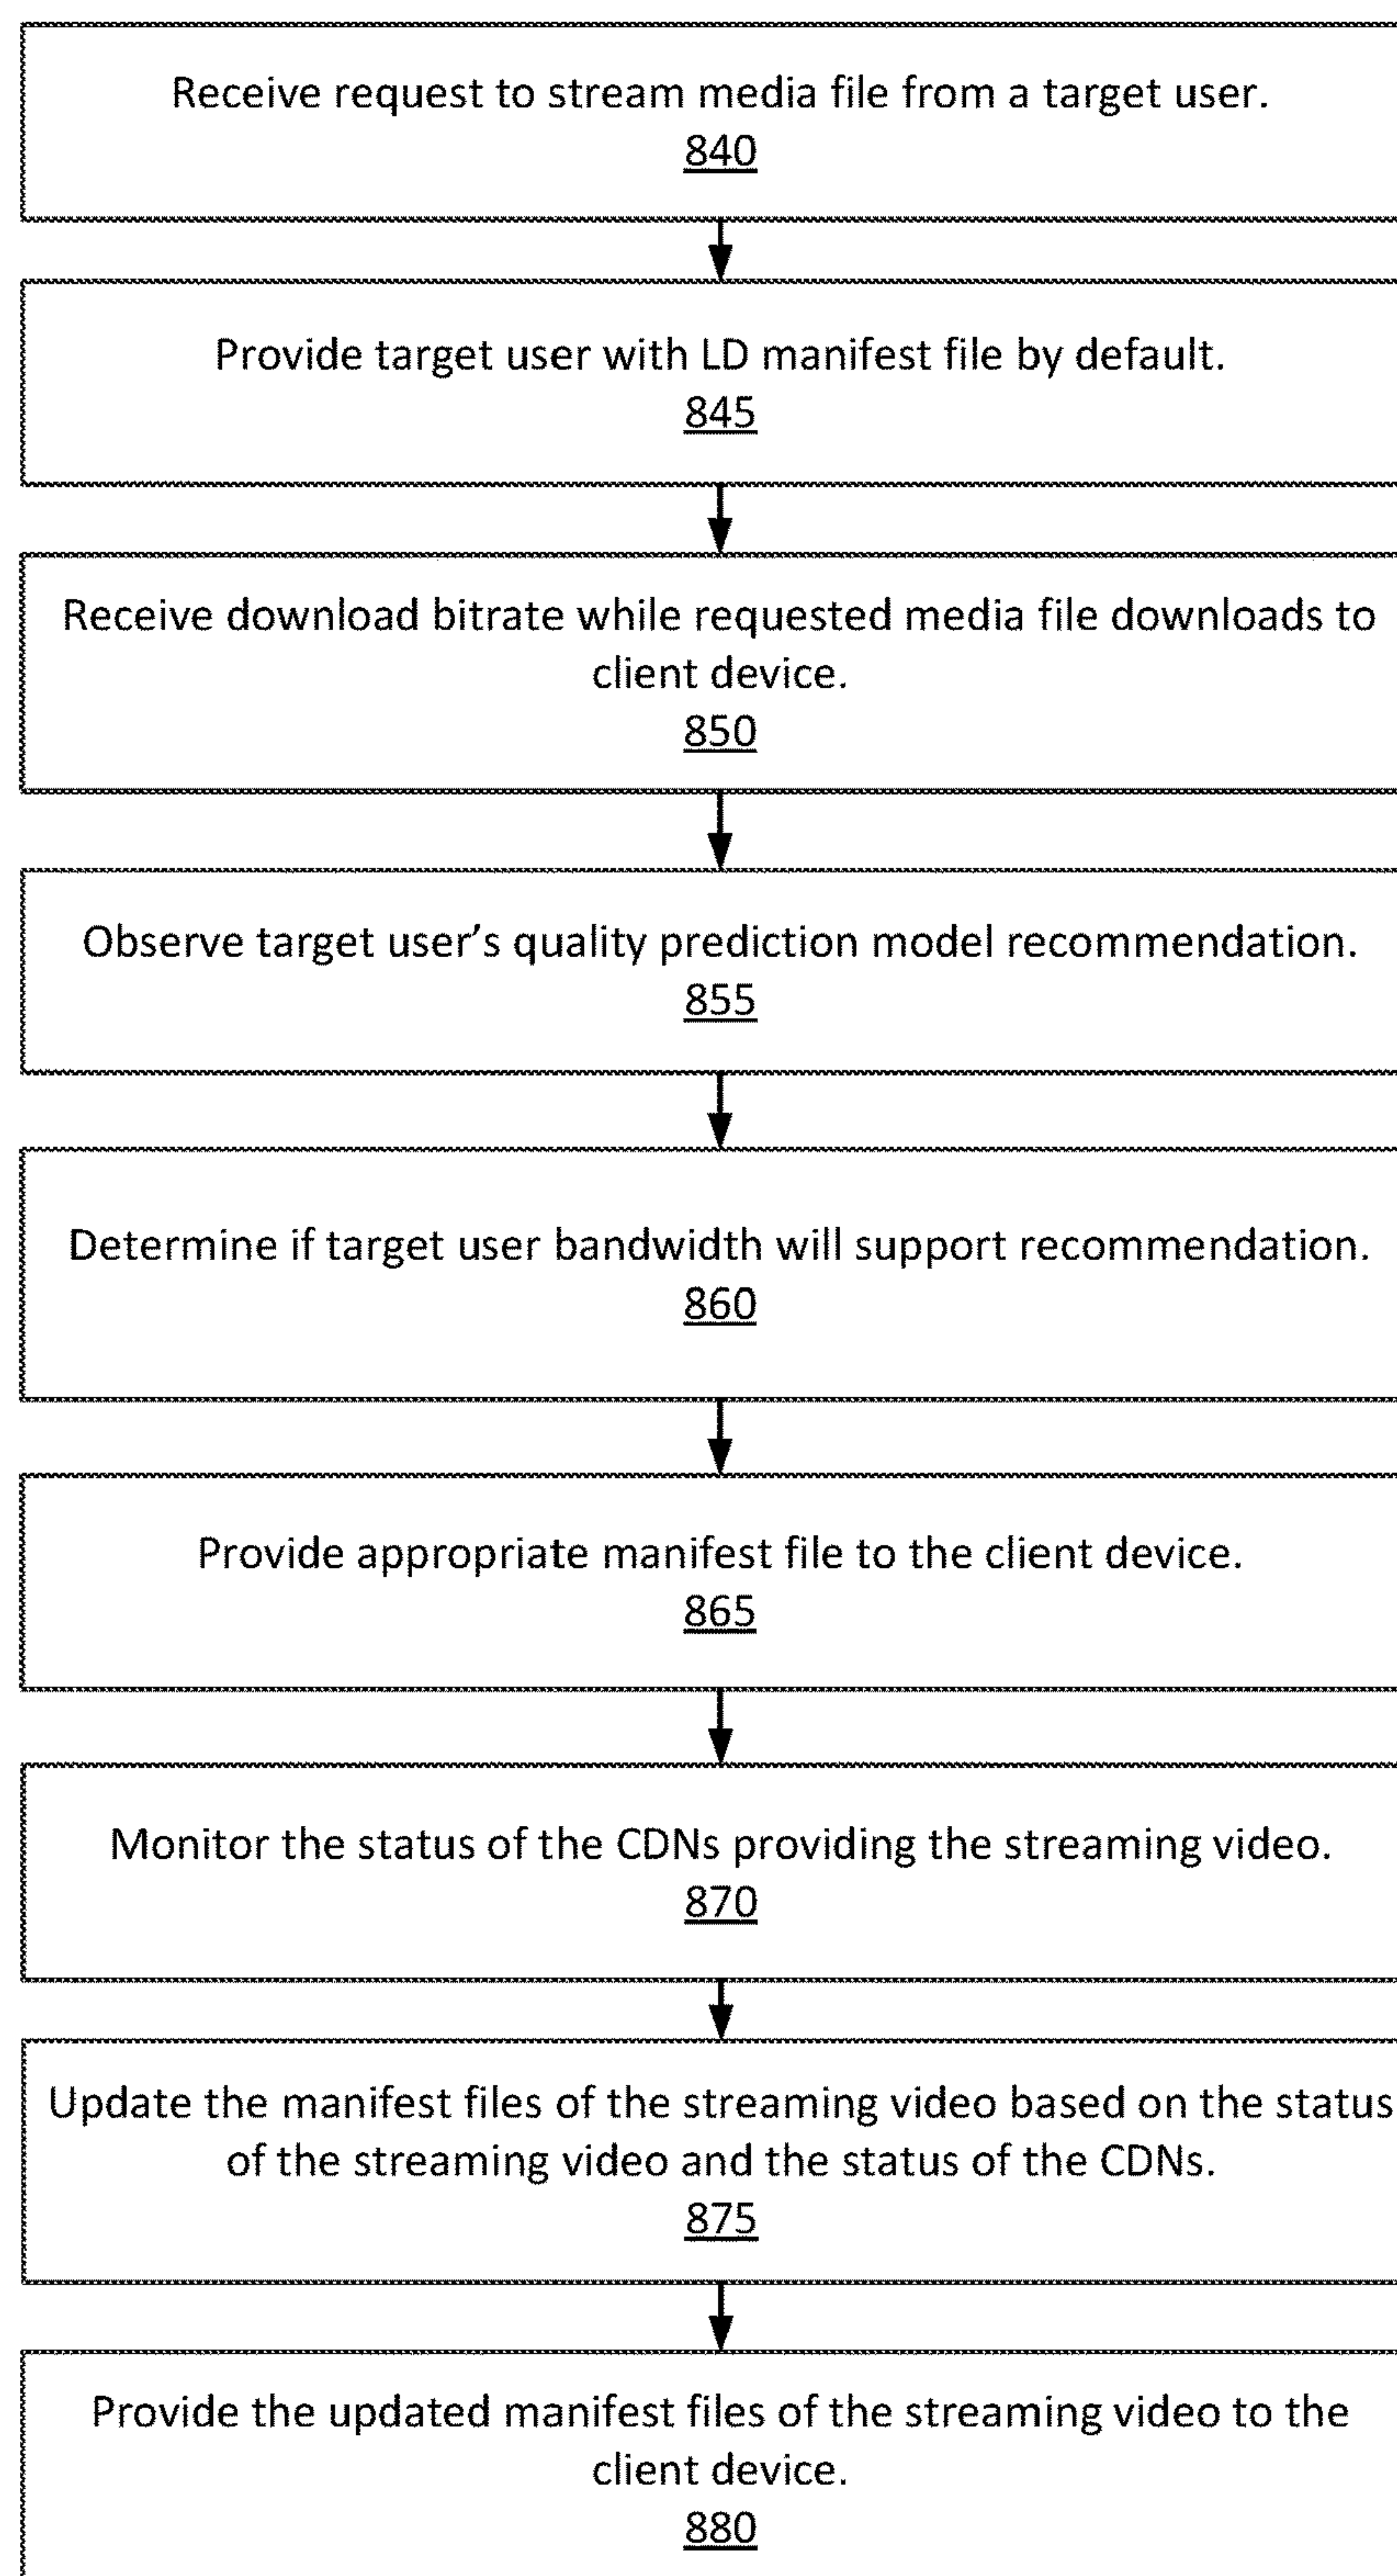 Receive request to stream media file from a target user.
840
Provide target user with LD manifest file by default.
845
Receive download bitrate while requested media file downloads to
client device.
850
Observe target user’s quality prediction model recommendation.
855
Determine if target user bandwidth will support recommendation.
860
Provide appropriate manifest file to the client device.
865
Monitor the status of the CDNs providing the streaming video.
870
Update the manifest files of the streaming video based on the status
of the streaming video and the status of the CDNs.
875
Provide the updated manifest files of the streaming video to the
client device.
880